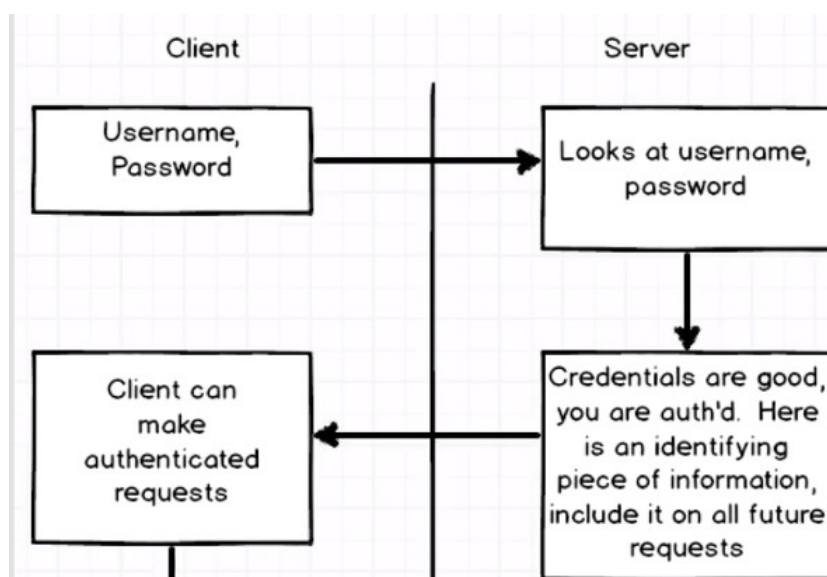 Client
Server
Username,
Password
Looks at username,
password
Client can
make
authenticated
requests
Credentials are good,
you are auth'd. Here
is an identifying
piece of information,
include it on all future
requests